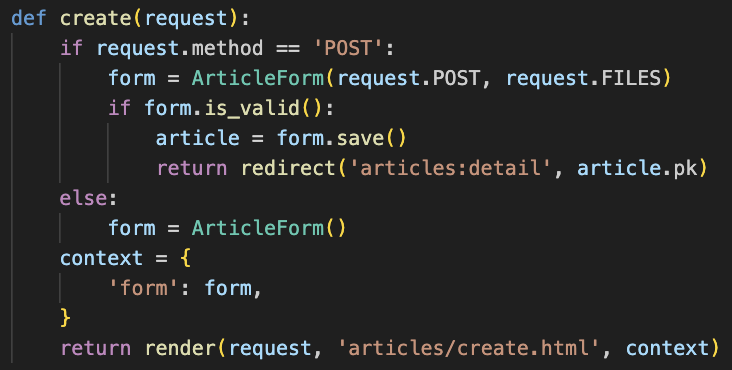 def create(request):
    if request.method == 'POST':
        form = ArticleForm(request.POST, request.FILES)
        if form.is_valid():
            article = form.save()
            return redirect('articles:detail', article.pk)
    else:
        form = ArticleForm()
    context = {
        'form': form,
    }
    return render(request, 'articles/create.html', context)